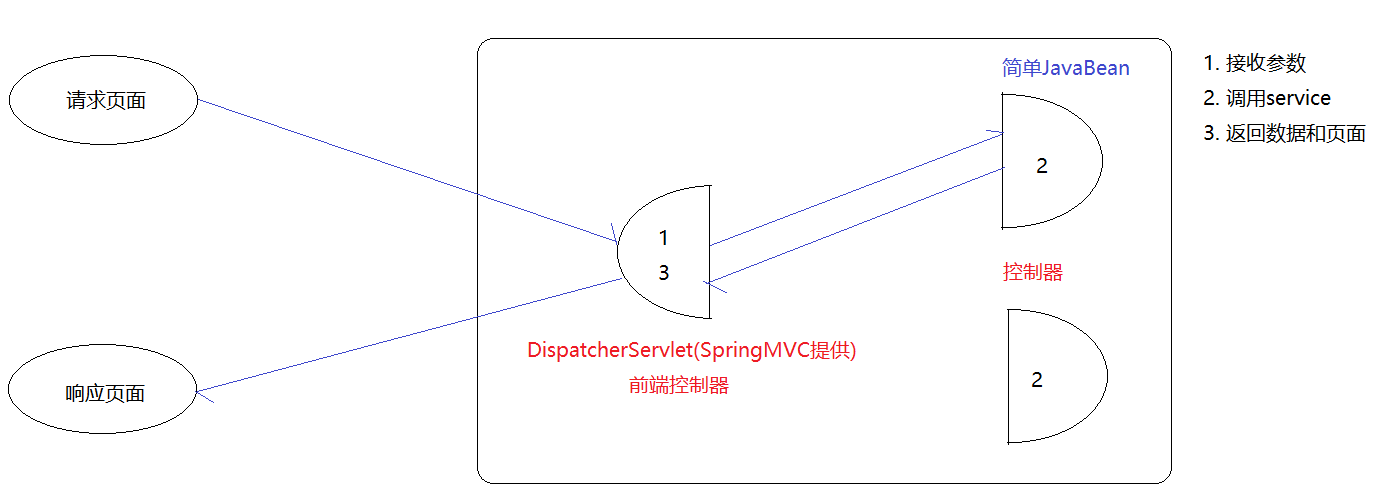 简单JavaBean
1. 接收参数
2. 调用service
3. 返回数据和页面
请求页面
2
1
3
控制器
DispatcherServlet(SpringMVC提供)
前端控制器
响应页面
2